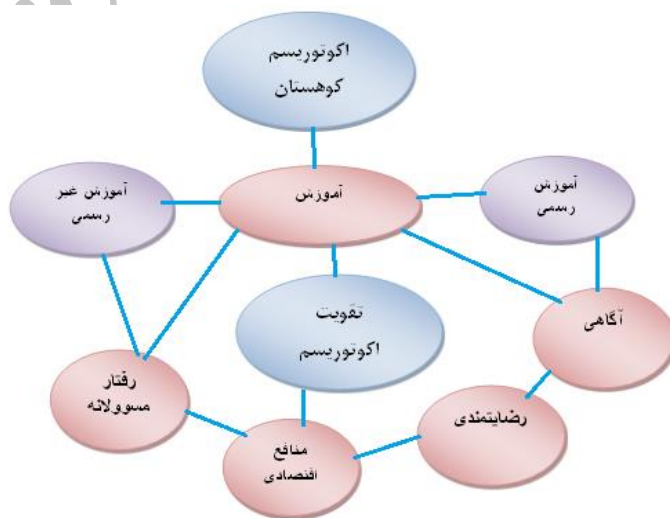 اکوتوریسم
کوهستان
آموزش
رسمی
آموزش
آموزش غیر
رسمی
تقویت
اکوتوریسم
آگاهی
رفتار
مسوولانه
رضایتمندی
منافع
اقتصادی